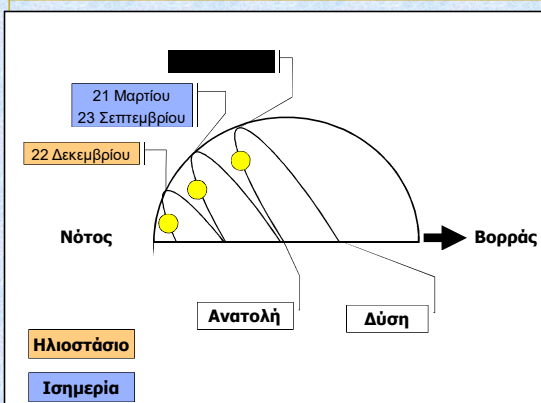 21 Μαρτίου
23 Σεπτεμβρίου
22 Δεκεμβρίου
Νότος
Βορράς
Ανατολή
Δύση
Ηλιοστάσιο
Ισημερία